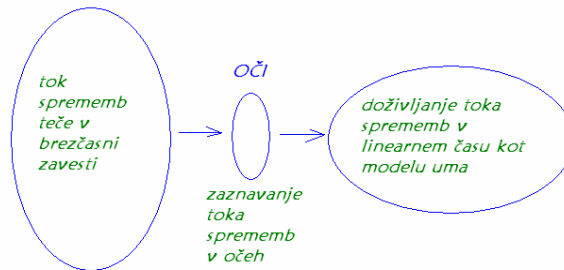 tok
sprememb
teče v
brezčasni
zavesti
OČI
zaznavanje
toka
sprememb
v očeh
doživljanje toka
sprememb v
linearnem času kot
modelu uma